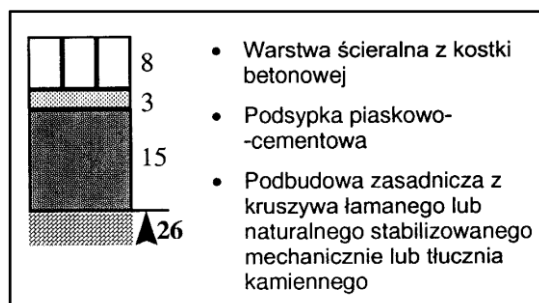 8
3
15
26
• Warstwa ścieralna z kostki
betonowej
• Podsypka piaskowo-
-cementowa
• Podbudowa zasadnicza z
kruszywa łamanego lub
naturalnego stabilizowanego
mechanicznie lub tłucznia
kamiennego